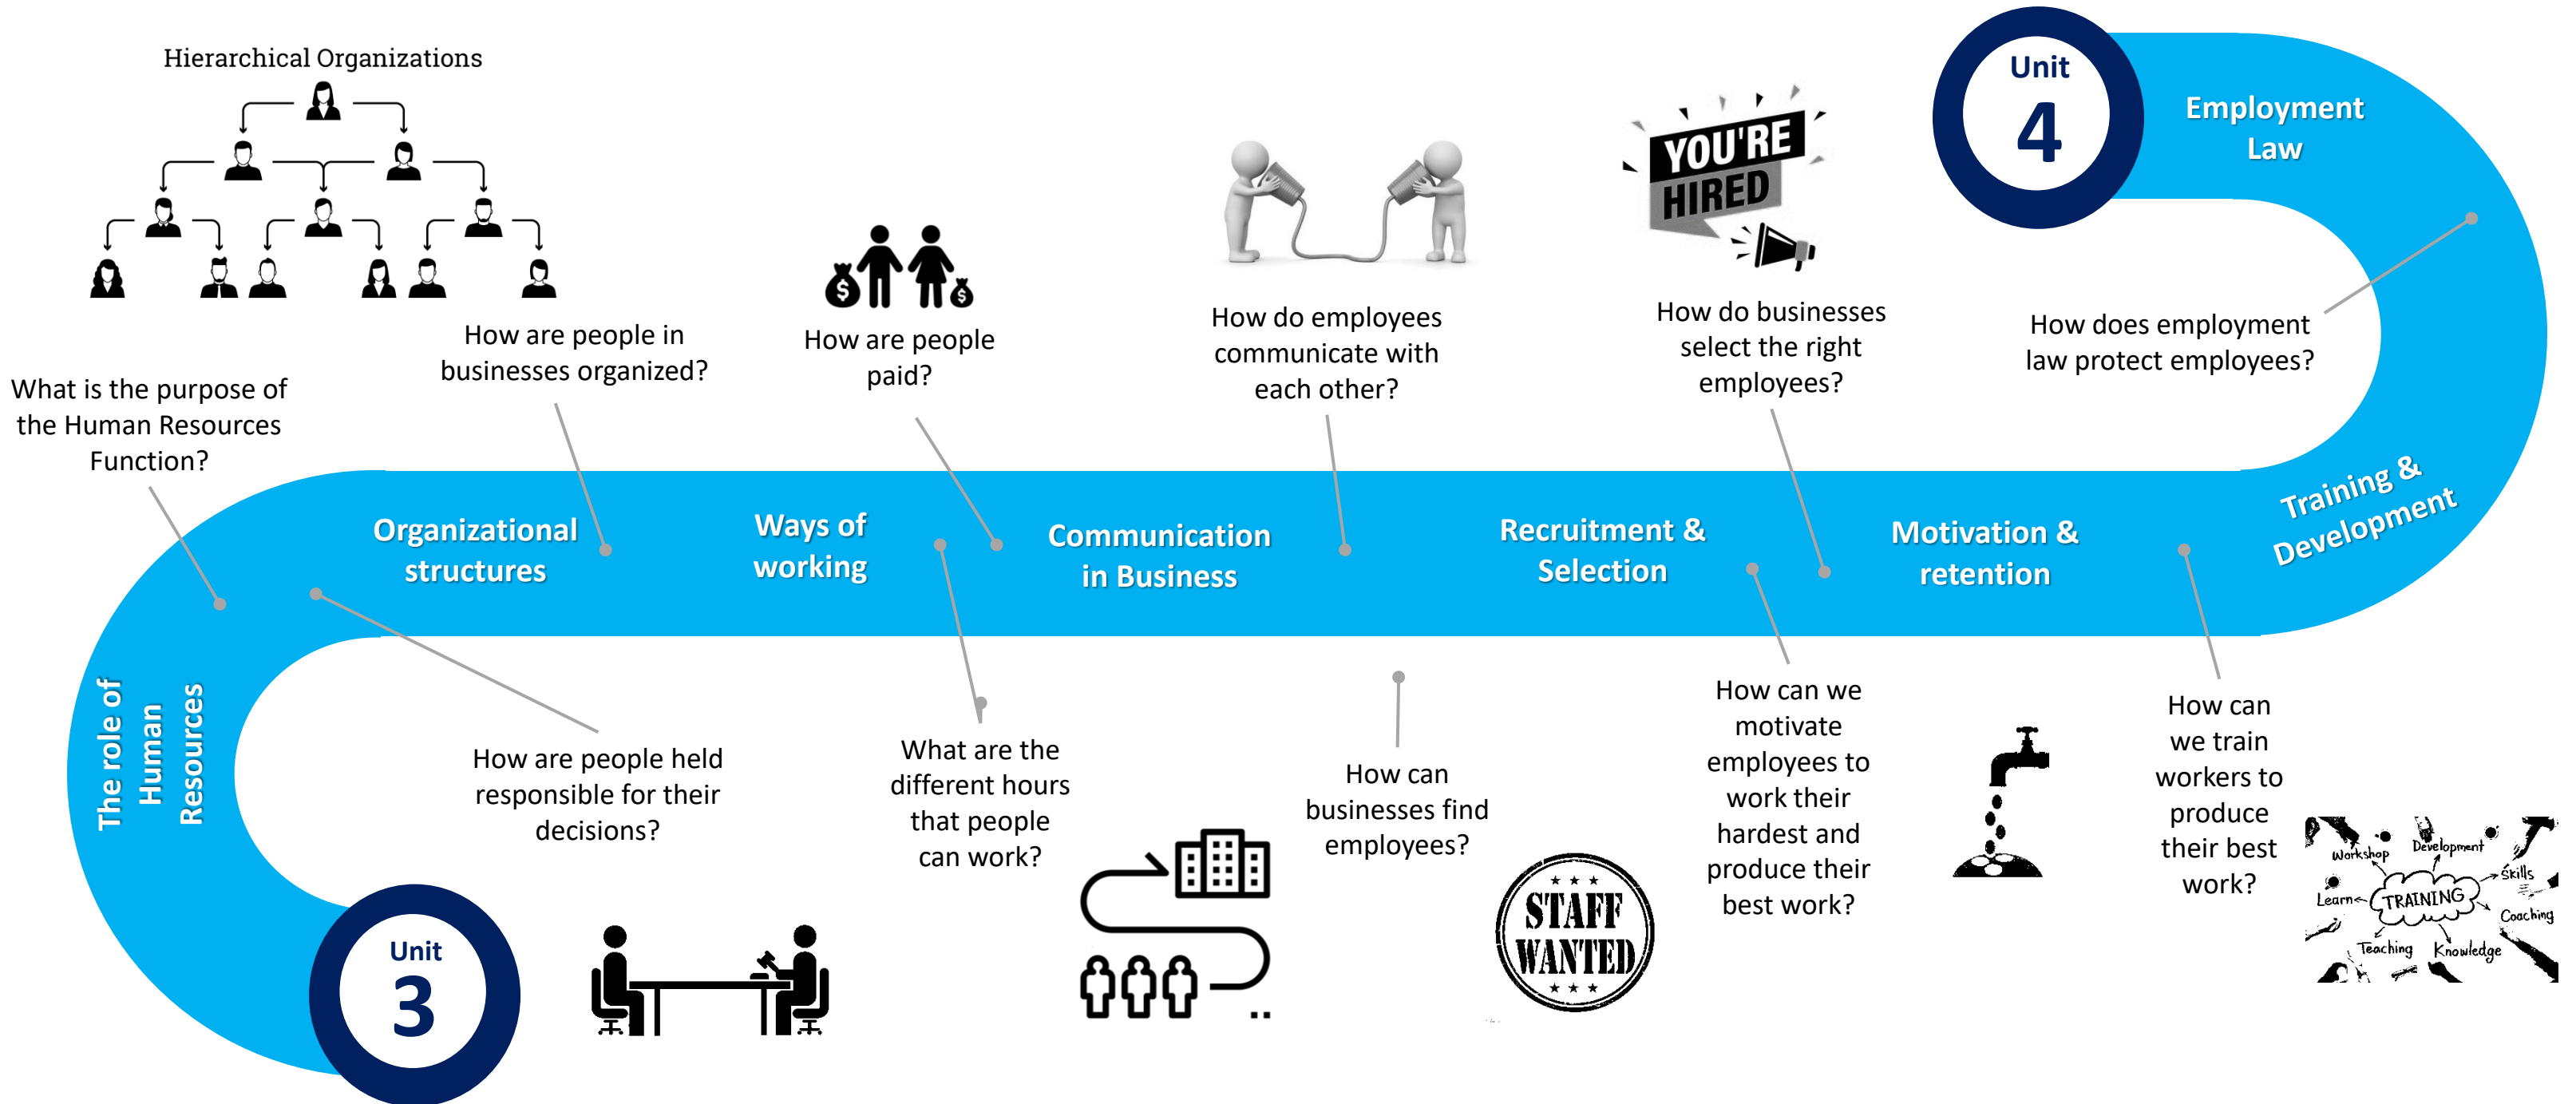 Hierarchical Organizations
What is the purpose of
the Human Resources
Function?
How are people in
businesses organized?
How are people
paid?
How do employees
communicate with
each other?
YOU'RE
HIRED
How do businesses
select the right
employees?
Unit
4
Employment
Law
How does employment
law protect employees?
Training &
Development
Organizational
structures
Ways of
working
Communication
in Business
Recruitment &
Selection
Motivation &
retention
The role of
Human
Resources
How are people held
responsible for their
decisions?
What are the
different hours
that people
can work?
How can
businesses find
employees?
How can we
motivate
employees to
work their
hardest and
produce their
best work?
How can
we train
workers to
produce
their best
work?
Unit
3
STAFF
WANTED
Workshop
Development
Skills
Learn
TRAINING
Coaching
Teaching
Knowledge